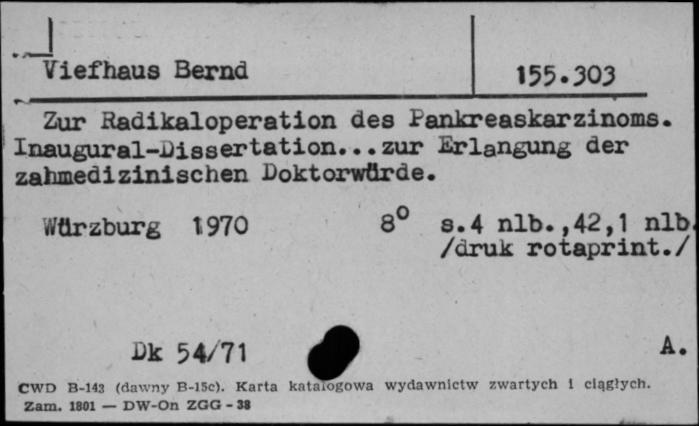 Viefhaus Bernd
155.303
Zur Radikaloperation des Pankreaskarzinoms.
Inaugural-Dissertation...zur Erlangung der
zahmedizinischen Doktorwürde.
Würzburg 1970 8° s.4 nlb.,42,1 nlb.
/druk rotaprint./
Dk 54/71 A.
CWD B-143 (dawny B-15c). Karta katalogowa wydawnictw zwartych i ciągłych.
Zam. 1801 — DW-On ZGG - 38